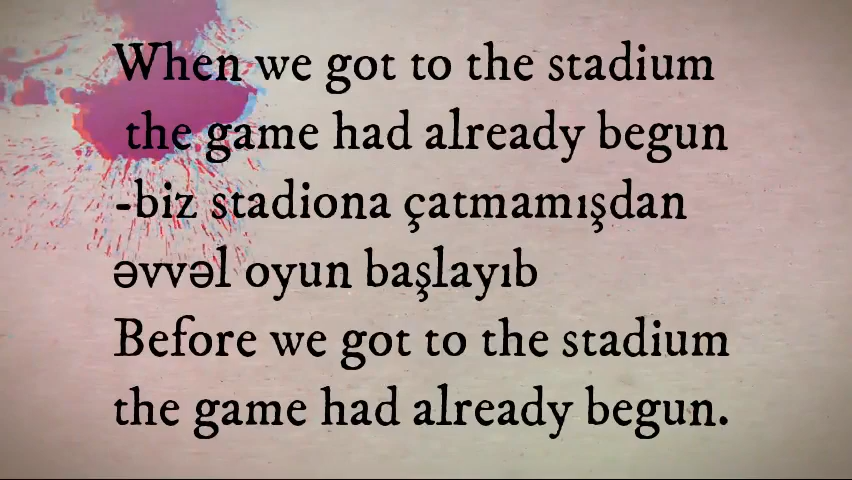 When we got to the stadium
the game had already begun
-biz stadiona çatmamışdan
əvvəl oyun başlayıb
Before we got to the stadium
the game had already begun.